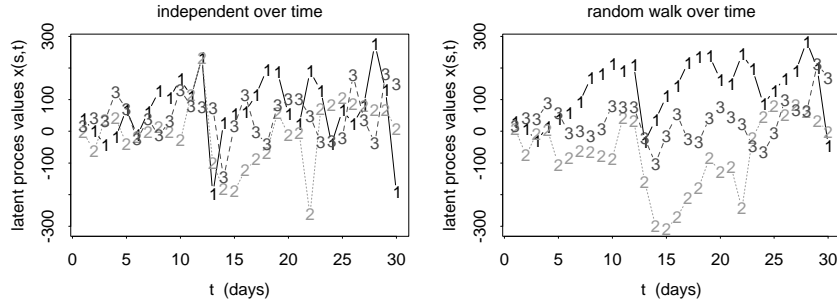 independent over time
latent proces values x(s,t)
300
100
0
-100
-300
0 5 10 15 20 25 30
t (days)
random walk over time
latent proces values x(s,t)
300
100
0
-100
-300
0 5 10 15 20 25 30
t (days)